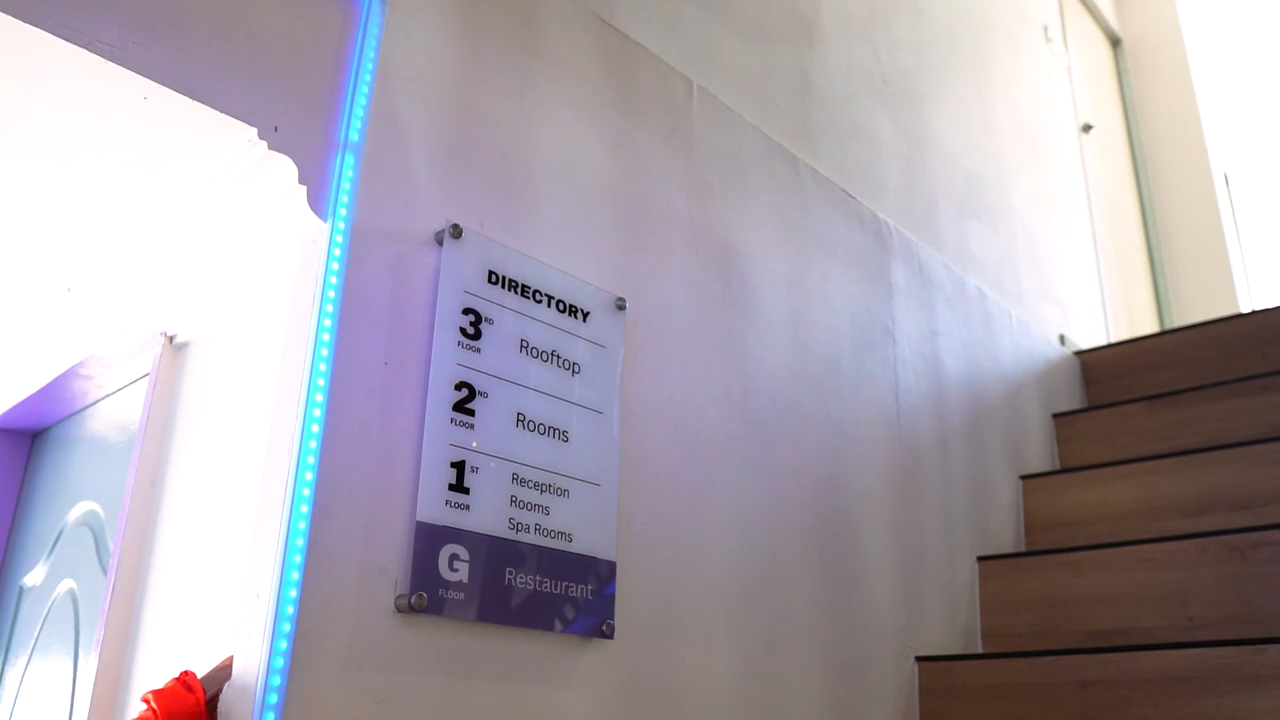 DIRECTORY
3RD FLOOR Rooftop
2ND FLOOR Rooms
1ST FLOOR Reception
Rooms
Spa Rooms
G FLOOR Restaurant